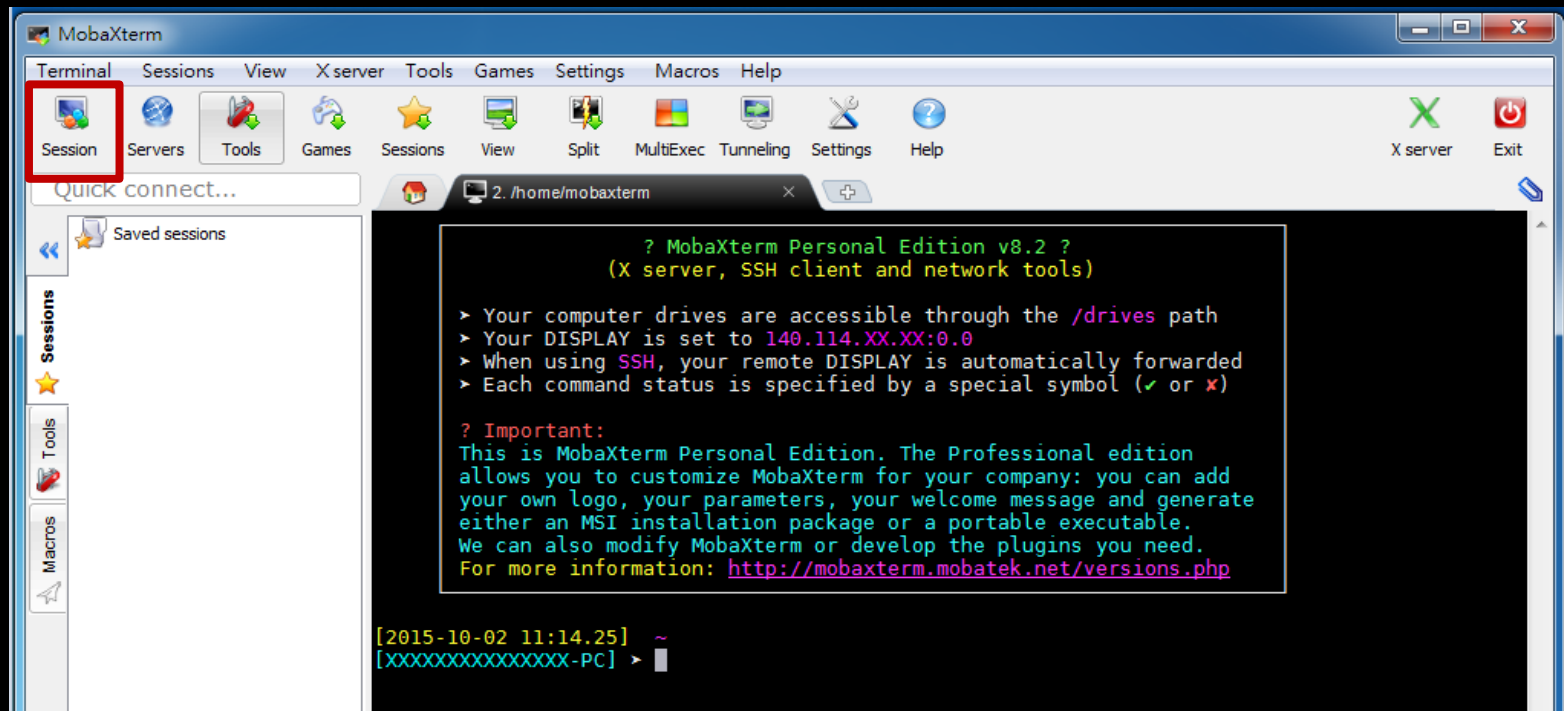 MobaXterm
Terminal Sessions View X server Tools Games Settings Macros Help
Session Servers Tools Games Sessions View Split MultiExec Tunneling Settings Help X server Exit
Quick connect...
2. /home/mobaxterm
Saved sessions
Sessions
Tools
Macros
? MobaXterm Personal Edition v8.2 ?
(X server, SSH client and network tools)
➤ Your computer drives are accessible through the /drives path
➤ Your DISPLAY is set to 140.114.XX.XX:0.0
➤ When using SSH, your remote DISPLAY is automatically forwarded
➤ Each command status is specified by a special symbol (✔ or ✘)
? Important:
This is MobaXterm Personal Edition. The Professional edition
allows you to customize MobaXterm for your company: you can add
your own logo, your parameters, your welcome message and generate
either an MSI installation package or a portable executable.
We can also modify MobaXterm or develop the plugins you need.
For more information: http://mobaxterm.mobatek.net/versions.php
[2015-10-02 11:14.25] ~
[XXXXXXXXXXXXXXX-PC] ➤